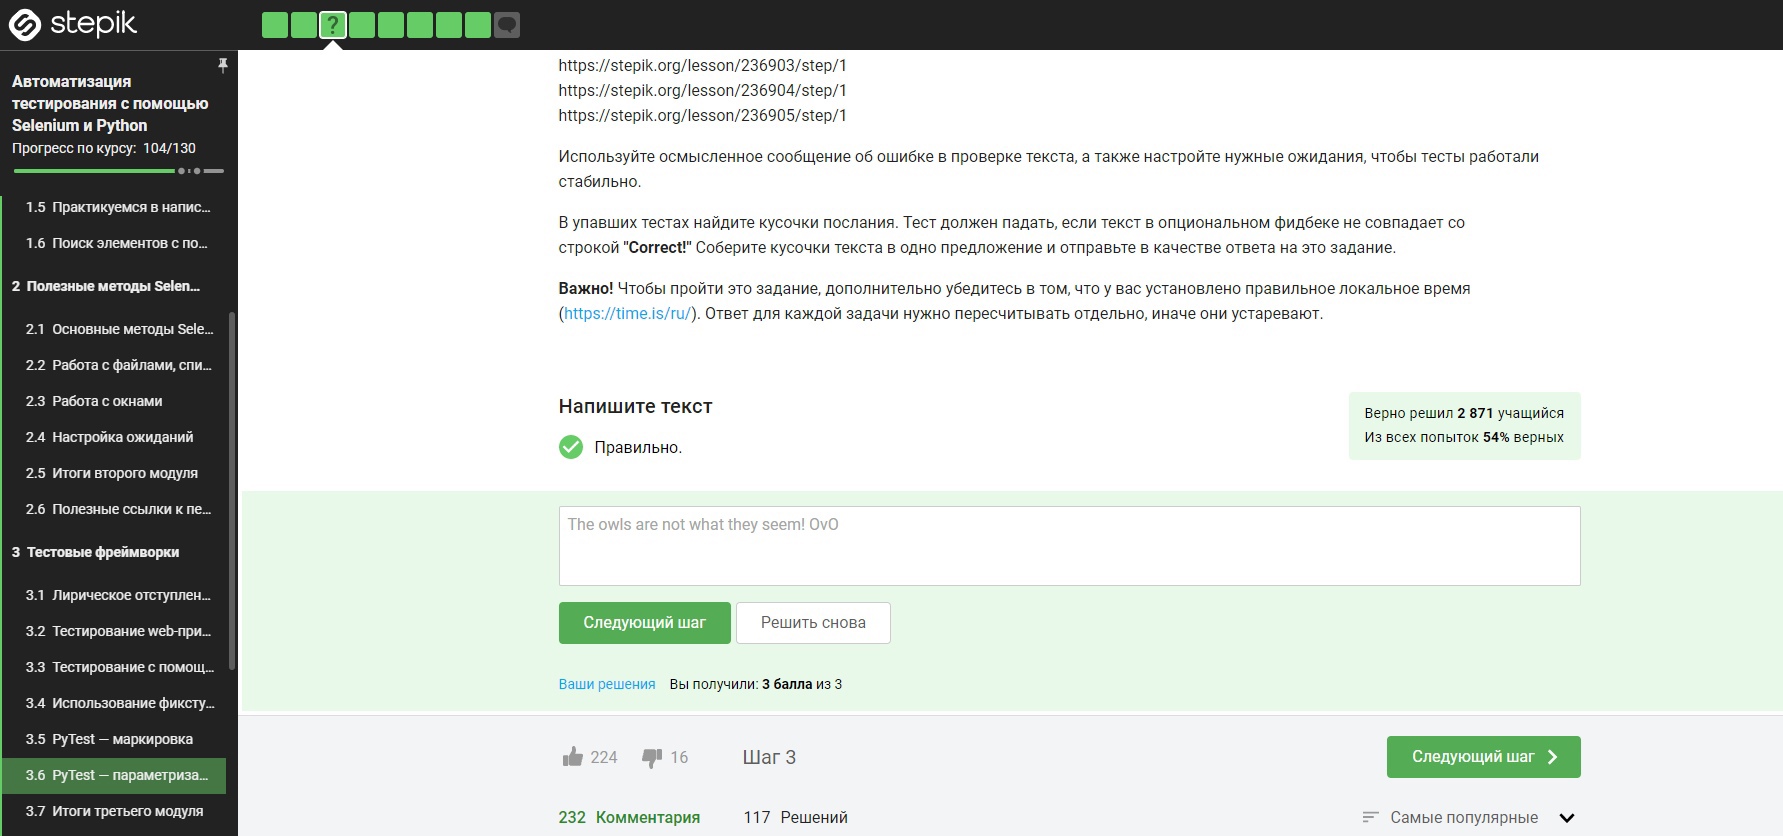 stepik
?
Автоматизация
тестирования с помощью
Selenium и Python
Прогресс по курсу: 104/130
1.5 Практикуемся в напис...
1.6 Поиск элементов с по...
2 Полезные методы Selen...
2.1 Основные методы Sele...
2.2 Работа с файлами, спи...
2.3 Работа с окнами
2.4 Настройка ожиданий
2.5 Итоги второго модуля
2.6 Полезные ссылки к пе...
3 Тестовые фреймворки
3.1 Лирическое отступлен...
3.2 Тестирование web-при...
3.3 Тестирование с помощ...
3.4 Использование фиксту...
3.5 PyTest — маркировка
3.6 PyTest — параметриза...
3.7 Итоги третьего модуля
https://stepik.org/lesson/236903/step/1
https://stepik.org/lesson/236904/step/1
https://stepik.org/lesson/236905/step/1
Используйте осмысленное сообщение об ошибке в проверке текста, а также настройте нужные ожидания, чтобы тесты работали
стабильно.
В упавших тестах найдите кусочки послания. Тест должен падать, если текст в опциональном фидбеке не совпадает со
строкой "Correct!" Соберите кусочки текста в одно предложение и отправьте в качестве ответа на это задание.
Важно! Чтобы пройти это задание, дополнительно убедитесь в том, что у вас установлено правильное локальное время
(https://time.is/ru/). Ответ для каждой задачи нужно пересчитывать отдельно, иначе они устаревают.
Напишите текст
Правильно.
Верно решил 2 871 учащийся
Из всех попыток 54% верных
The owls are not what they seem! OvO
Следующий шаг
Решить снова
Ваши решения Вы получили: 3 балла из 3
224 16 Шаг 3
Следующий шаг
232 Комментария 117 Решений
Самые популярные